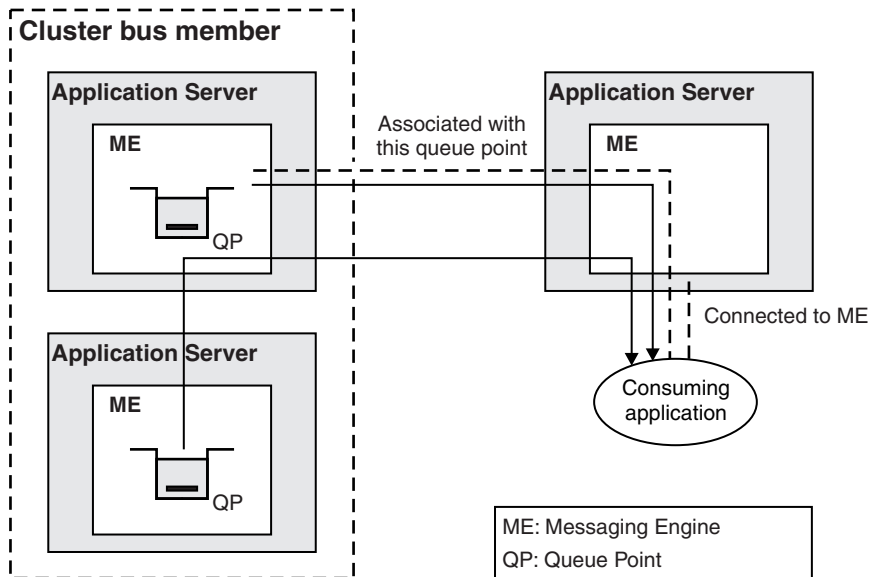 Cluster bus member
Application Server
ME
QP
Application Server
ME
QP
Associated with
this queue point
Application Server
ME
Connected to ME
Consuming
application
ME: Messaging Engine
QP: Queue Point